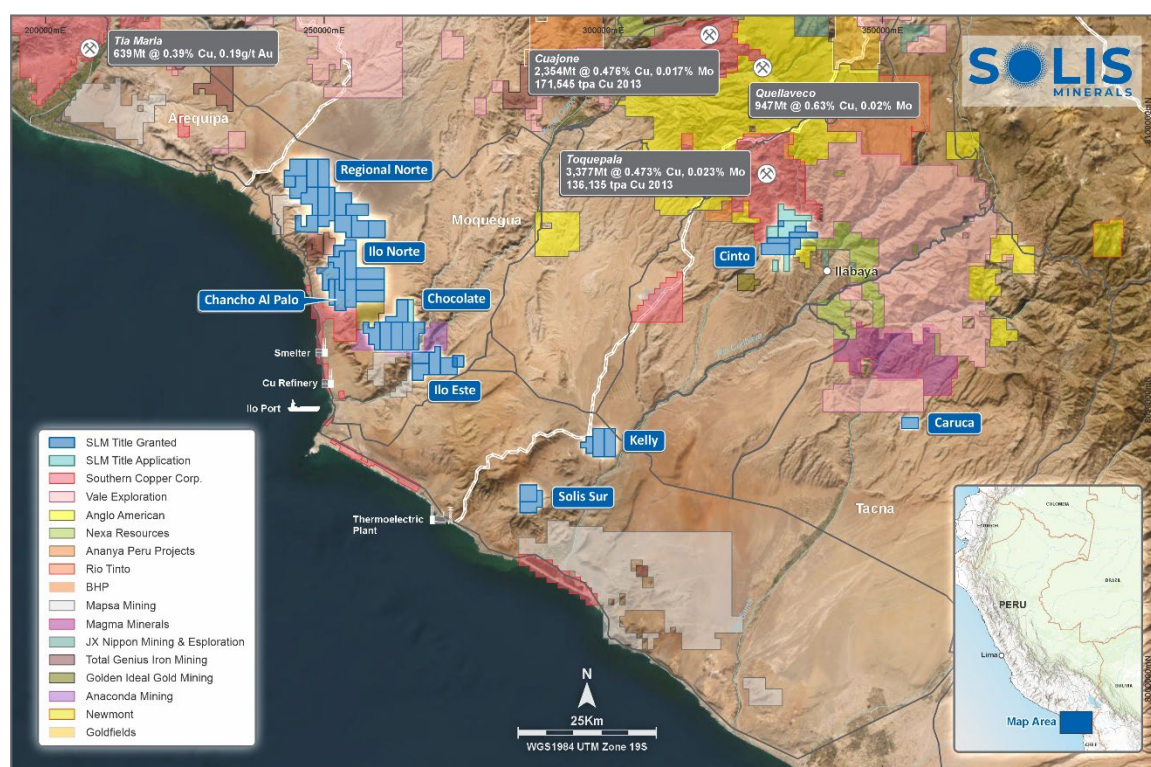 200000mE
250000mE
300000mE
350000mE
Tia Maria
639Mt @ 0.39% Cu, 0.19g/t Au
Cuajone
2,354Mt @ 0.476% Cu, 0.017% Mo
171,545 tpa Cu 2013
Quellaveco
947Mt @ 0.63% Cu, 0.02% Mo
SOLIS
MINERALS
Arequipa
Toquepala
3,377Mt @ 0.473% Cu, 0.023% Mo
136,135 tpa Cu 2013
Regional Norte
Moquegua
Ilo Norte
Cinto
Ilabaya
Chancho Al Palo
Chocolate
Smelter
Cu Refinery
Ilo Este
Ilo Port
Caruca
Kelly
Solis Sur
Tacna
Thermoelectric
Plant
SLM Title Granted
SLM Title Application
Southern Copper Corp.
Vale Exploration
Anglo American
Nexa Resources
Ananya Peru Projects
Rio Tinto
BHP
Mapsa Mining
Magma Minerals
JX Nippon Mining & Esploration
Total Genius Iron Mining
Golden Ideal Gold Mining
Anaconda Mining
Newmont
Goldfields
N
25Km
WGS1984 UTM Zone 19S
COLOMBIA
BRAZIL
PERU
Lima
Map Area